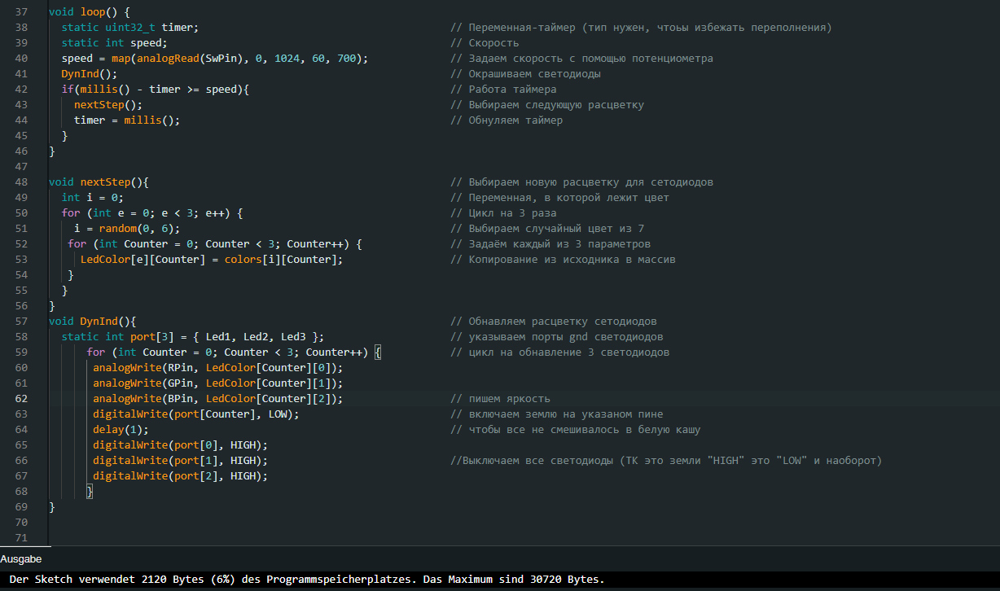 37 void loop() {
38 static uint32_t timer; // Переменная-таймер (тип нужен, чтоьы избежать переполнения)
39 static int speed; // Скорость
40 speed = map(analogRead(SwPin), 0, 1024, 60, 700); // Задаем скорость с помощью потенциометра
41 DynInd(); // Окрашиваем светодиоды
42 if(millis() - timer >= speed){ // Работа таймера
43 nextStep(); // Выбираем следующую расцветку
44 timer = millis(); // Обнуляем таймер
45 }
46 }
47
48 void nextStep(){ // Выбираем новую расцветку для сетодиодов
49 int i = 0; // Переменная, в которой лежит цвет
50 for (int e = 0; e < 3; e++) { // Цикл на 3 раза
51 i = random(0, 6); // Выбираем случайный цвет из 7
52 for (int Counter = 0; Counter < 3; Counter++) { // Задаём каждый из 3 параметров
53 LedColor[e][Counter] = colors[i][Counter]; // Копирование из исходника в массив
54 }
55 }
56 }
57 void DynInd(){ // Обнавляем расцветку сетодиодов
58 static int port[3] = { Led1, Led2, Led3 }; // указываем порты gnd светодиодов
59 for (int Counter = 0; Counter < 3; Counter++) { // цикл на обновление 3 светодиодов
60 analogWrite(RPin, LedColor[Counter][0]);
61 analogWrite(GPin, LedColor[Counter][1]);
62 analogWrite(BPin, LedColor[Counter][2]); // пишем яркость
63 digitalWrite(port[Counter], LOW); // включаем землю на указаном пине
64 delay(1); // чтобы все не смешивалось в белую кашу
65 digitalWrite(port[0], HIGH);
66 digitalWrite(port[1], HIGH); //Выключаем все светодиоды (ТК это земли "HIGH" это "LOW" и наоборот)
67 digitalWrite(port[2], HIGH);
68 }
69 }
70
71
Ausgabe
Der Sketch verwendet 2120 Bytes (6%) des Programmspeicherplatzes. Das Maximum sind 30720 Bytes.